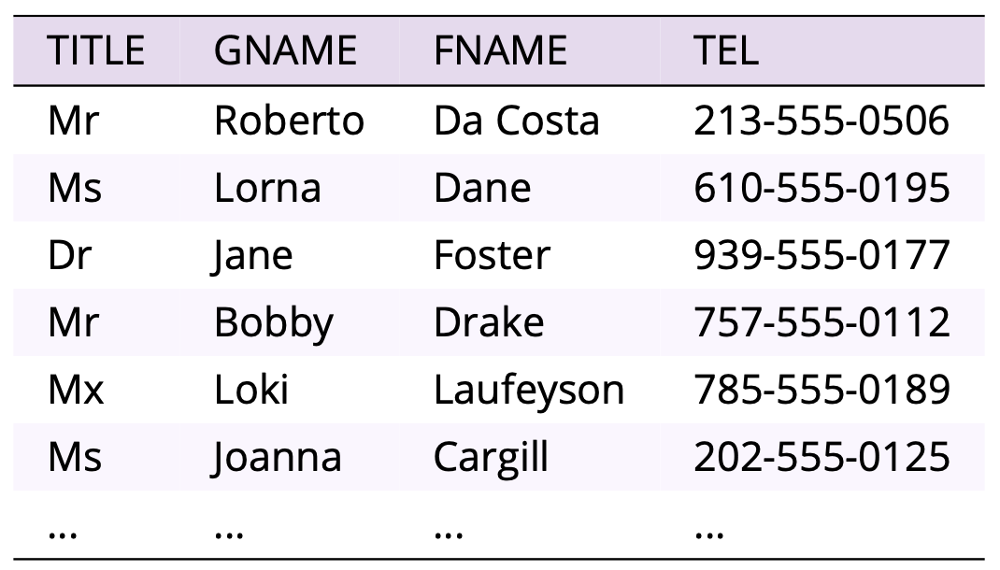 TITLE GNAME FNAME TEL
Mr Roberto Da Costa 213-555-0506
Ms Lorna Dane 610-555-0195
Dr Jane Foster 939-555-0177
Mr Bobby Drake 757-555-0112
Mx Loki Laufeyson 785-555-0189
Ms Joanna Cargill 202-555-0125
... ... ... ...